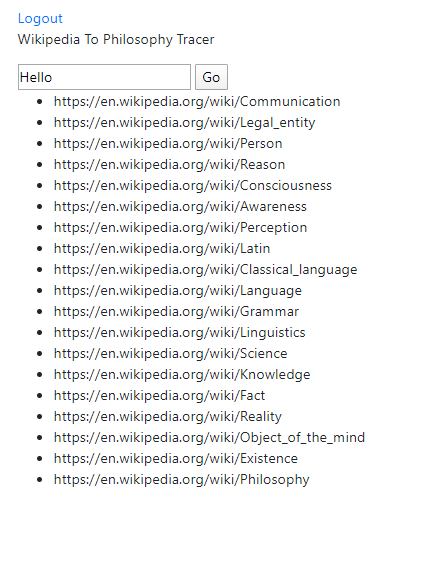 Logout
Wikipedia To Philosophy Tracer
Hello Go
https://en.wikipedia.org/wiki/Communication
https://en.wikipedia.org/wiki/Legal_entity
https://en.wikipedia.org/wiki/Person
https://en.wikipedia.org/wiki/Reason
https://en.wikipedia.org/wiki/Consciousness
https://en.wikipedia.org/wiki/Awareness
https://en.wikipedia.org/wiki/Perception
https://en.wikipedia.org/wiki/Latin
https://en.wikipedia.org/wiki/Classical_language
https://en.wikipedia.org/wiki/Language
https://en.wikipedia.org/wiki/Grammar
https://en.wikipedia.org/wiki/Linguistics
https://en.wikipedia.org/wiki/Science
https://en.wikipedia.org/wiki/Knowledge
https://en.wikipedia.org/wiki/Fact
https://en.wikipedia.org/wiki/Reality
https://en.wikipedia.org/wiki/Object_of_the_mind
https://en.wikipedia.org/wiki/Existence
https://en.wikipedia.org/wiki/Philosophy